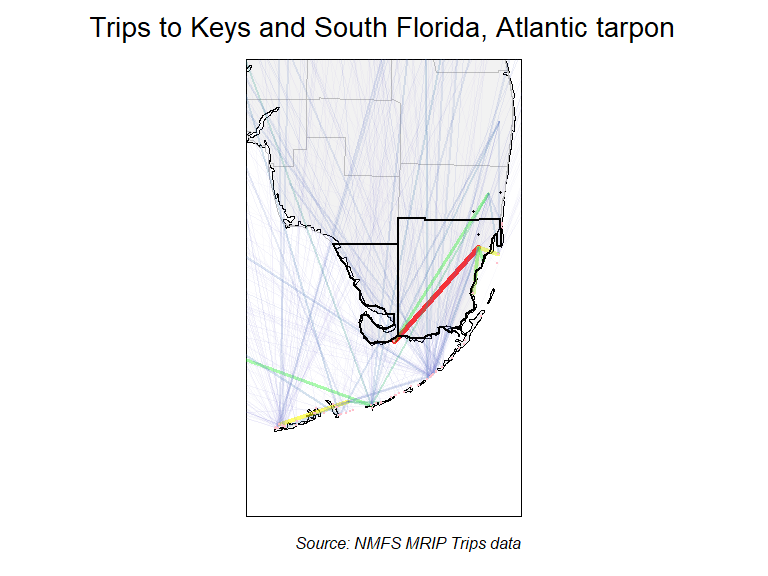 Trips to Keys and South Florida, Atlantic tarpon
Source: NMFS MRIP Trips data